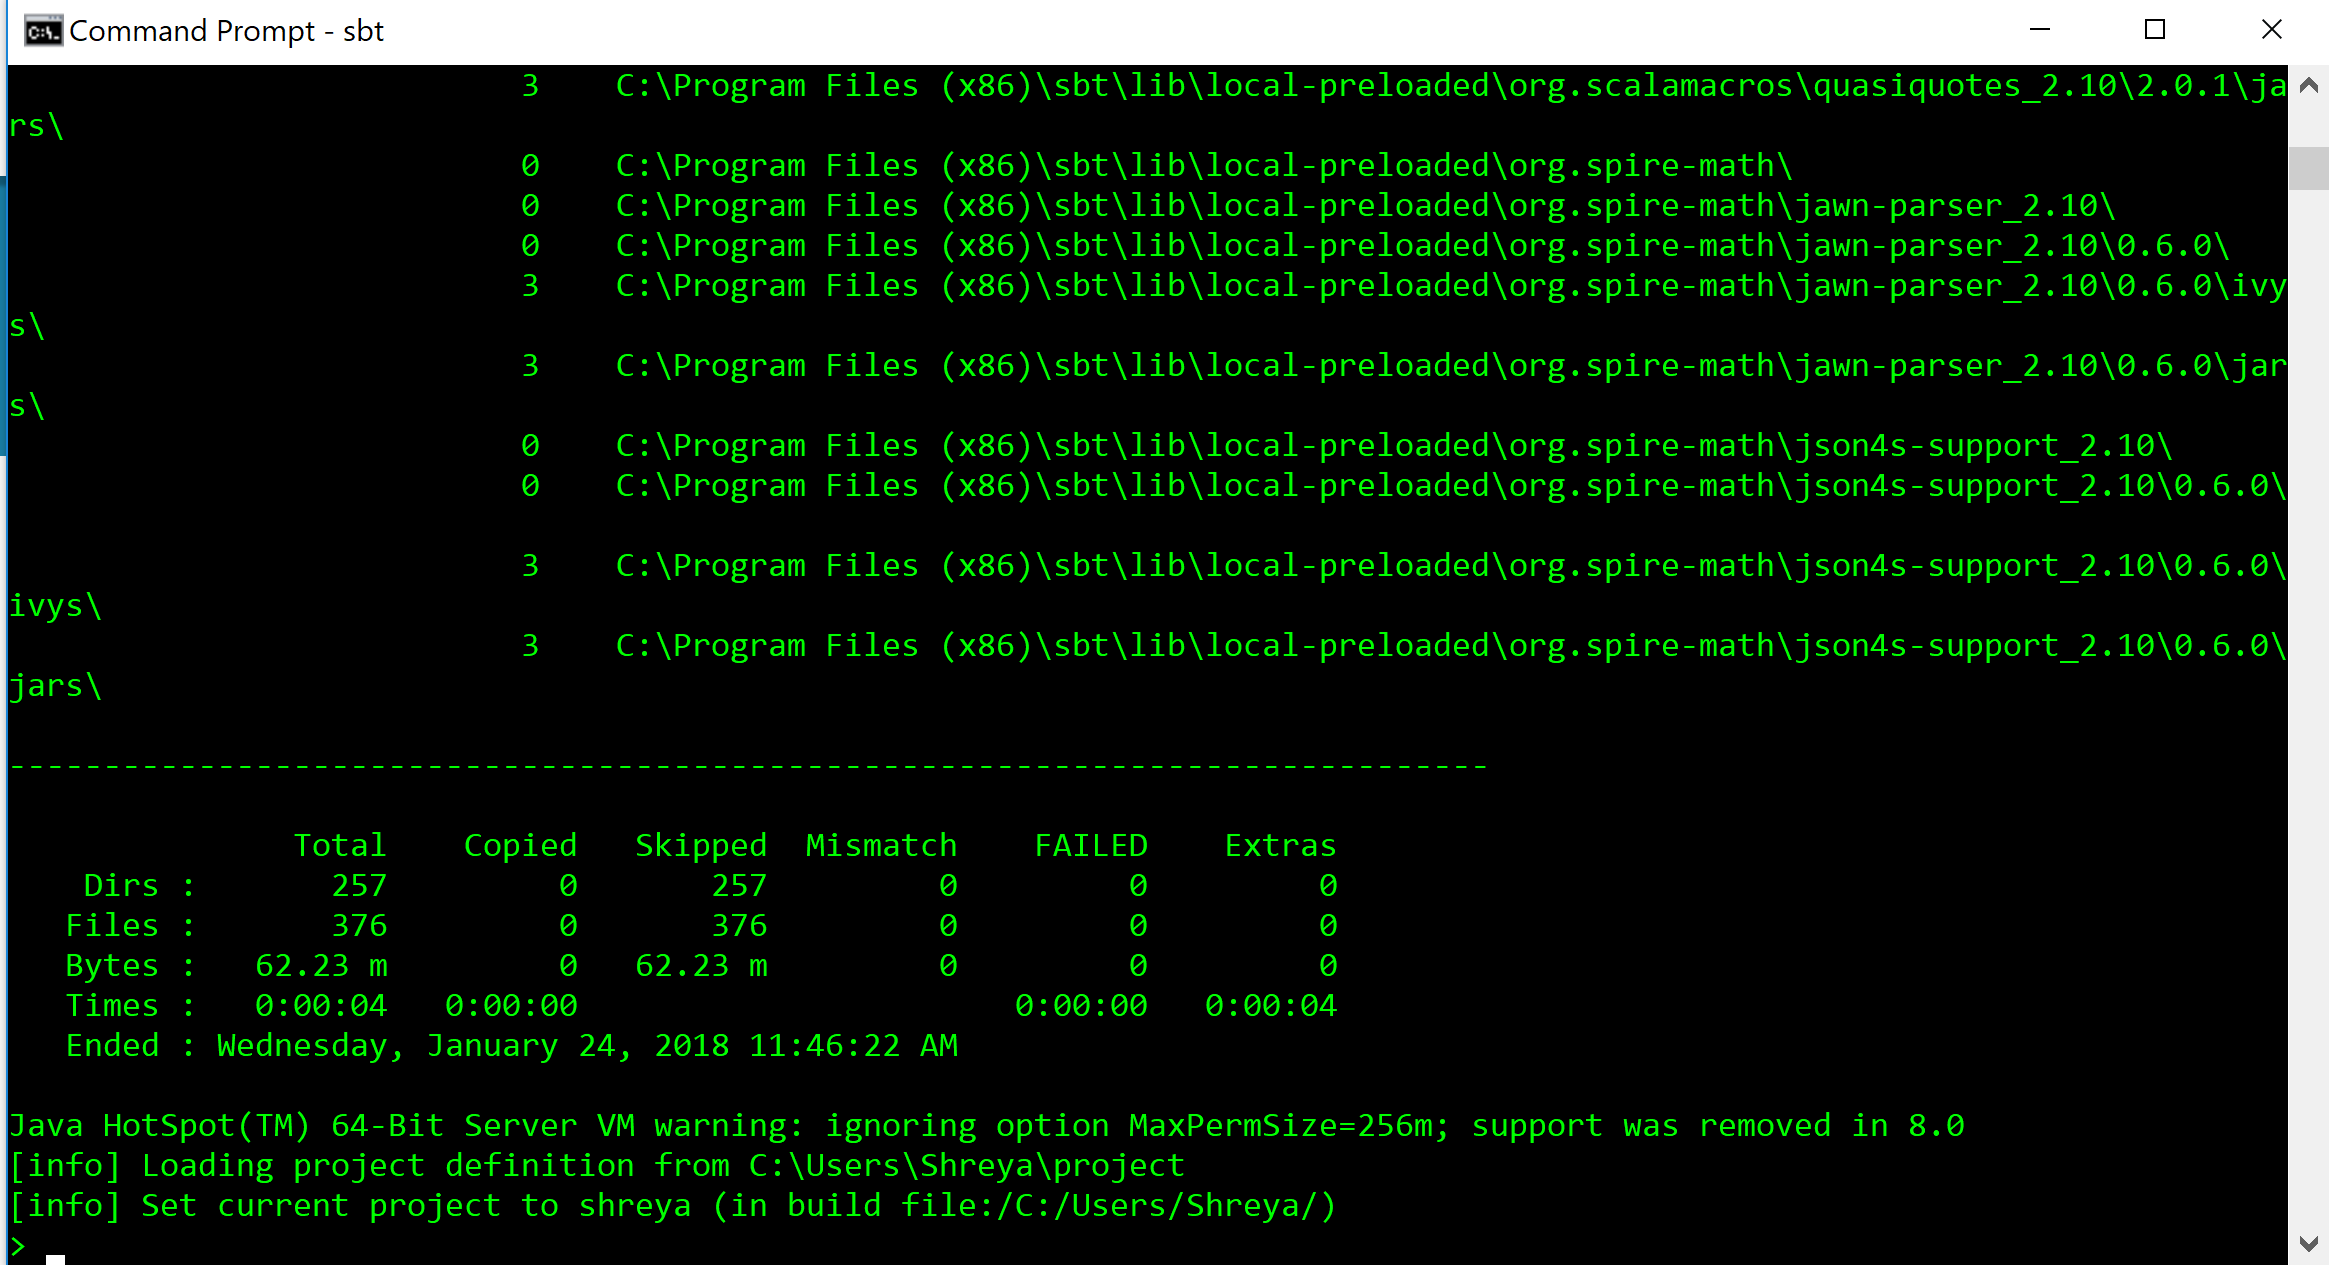 Command Prompt - sbt
3    C:\Program Files (x86)\sbt\lib\local-preloaded\org.scalamacros\quasiquotes_2.10\2.0.1\ja
rs\
0    C:\Program Files (x86)\sbt\lib\local-preloaded\org.spire-math\
0    C:\Program Files (x86)\sbt\lib\local-preloaded\org.spire-math\jawn-parser_2.10\
0    C:\Program Files (x86)\sbt\lib\local-preloaded\org.spire-math\jawn-parser_2.10\0.6.0\
3    C:\Program Files (x86)\sbt\lib\local-preloaded\org.spire-math\jawn-parser_2.10\0.6.0\ivy
s\
3    C:\Program Files (x86)\sbt\lib\local-preloaded\org.spire-math\jawn-parser_2.10\0.6.0\jar
s\
0    C:\Program Files (x86)\sbt\lib\local-preloaded\org.spire-math\json4s-support_2.10\
0    C:\Program Files (x86)\sbt\lib\local-preloaded\org.spire-math\json4s-support_2.10\0.6.0\
3    C:\Program Files (x86)\sbt\lib\local-preloaded\org.spire-math\json4s-support_2.10\0.6.0\
ivys\
3    C:\Program Files (x86)\sbt\lib\local-preloaded\org.spire-math\json4s-support_2.10\0.6.0\
jars\
------------------------------------------------------------------------------
Total    Copied   Skipped  Mismatch    FAILED    Extras
Dirs :       257         0       257         0         0         0
Files :       376         0       376         0         0         0
Bytes :   62.23 m         0   62.23 m         0         0         0
Times :   0:00:04   0:00:00                       0:00:00   0:00:04
Ended : Wednesday, January 24, 2018 11:46:22 AM
Java HotSpot(TM) 64-Bit Server VM warning: ignoring option MaxPermSize=256m; support was removed in 8.0
[info] Loading project definition from C:\Users\Shreya\project
[info] Set current project to shreya (in build file:/C:/Users/Shreya/)
>